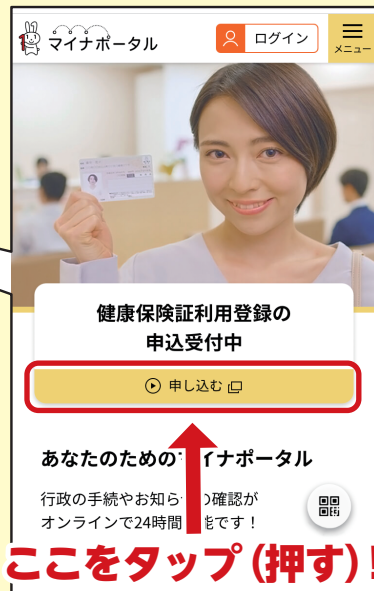 マイナポータル
ログイン
メニュー
健康保険証利用登録の
申込受付中
申し込む
あなたのための イナポータル
行政の手続やお知ら の確認が
オンラインで24時間 能です！
ここをタップ(押す)！